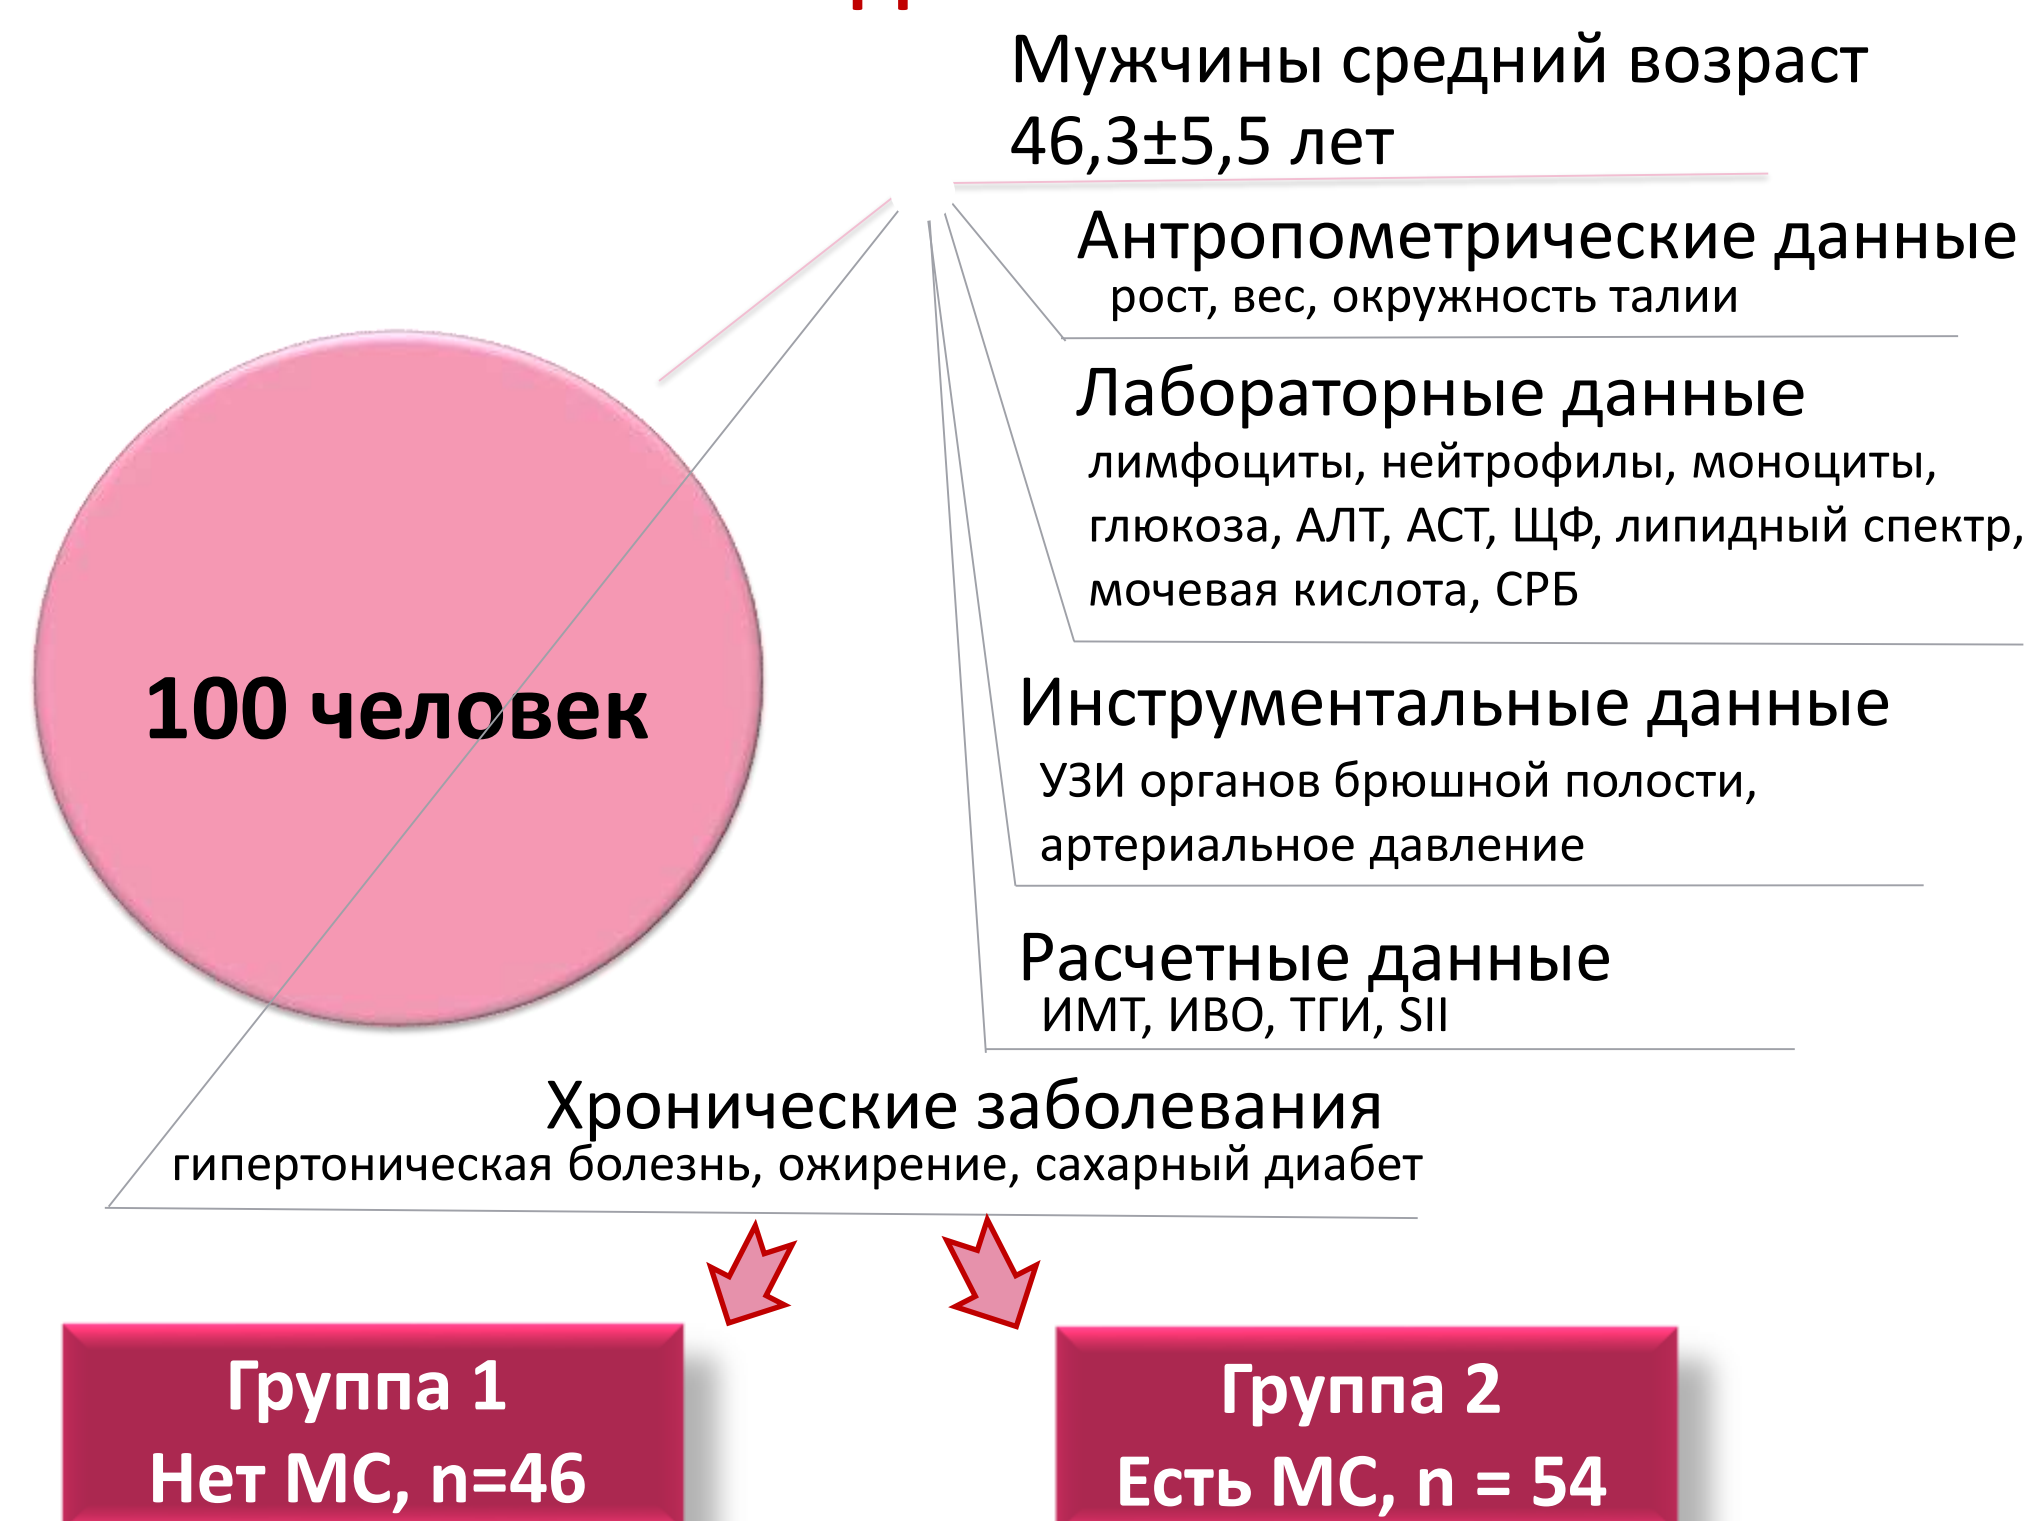 Мужчины средний возраст
46,3±5,5 лет
Антропометрические данные
рост, вес, окружность талии
Лабораторные данные
лимфоциты, нейтрофилы, моноциты,
глюкоза, АЛТ, АСТ, ЩФ, липидный спектр,
мочевая кислота, СРБ
100 человек
Инструментальные данные
УЗИ органов брюшной полости,
артериальное давление
Расчетные данные
ИМТ, ИВО, ТГИ, SII
Хронические заболевания
гипертоническая болезнь, ожирение, сахарный диабет
Группа 1
Нет МС, n=46
Группа 2
Есть МС, n = 54